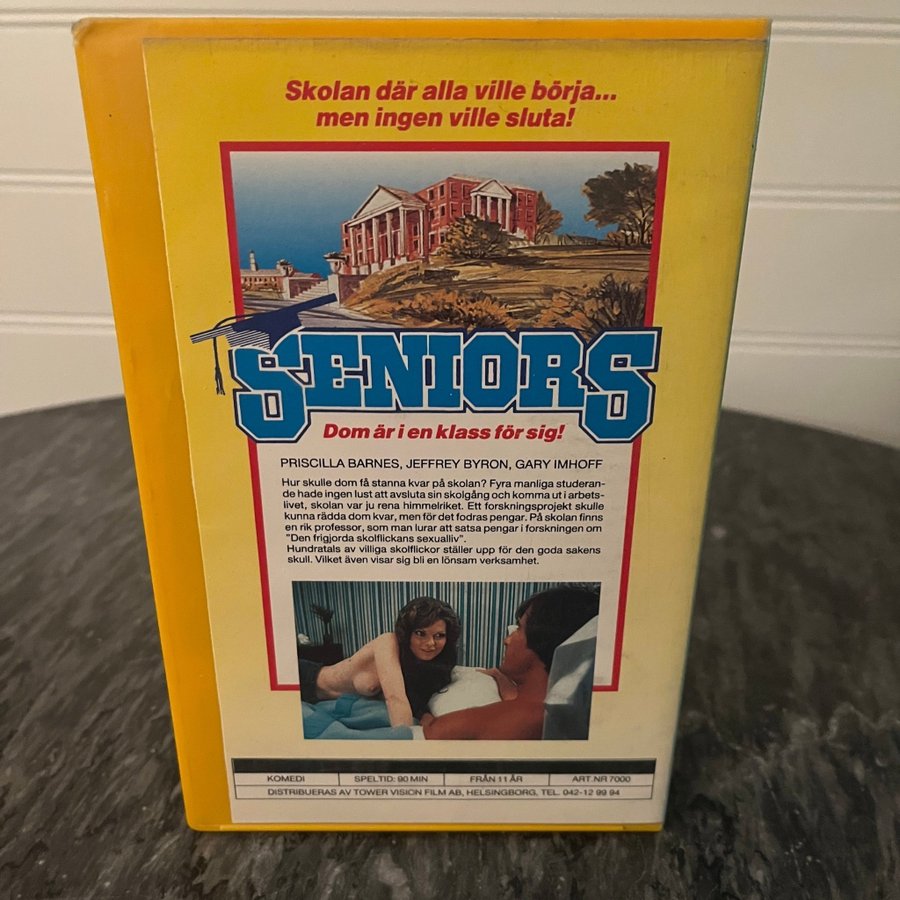 Skolan där alla ville börja...
men ingen ville sluta!
SENIORS
Dom är i en klass för sig!
PRISCILLA BARNES, JEFFREY BYRON, GARY IMHOFF
Hur skulle dom få stanna kvar på skolan? Fyra manliga studeran-
de hade ingen lust att avsluta sin skolgång och komma ut i arbets-
livet, skolan var ju rena himmelriket. Ett forskningsprojekt skulle
kunna rädda dom kvar, men för det fodras pengar. På skolan finns
en rik professor, som man lurar att satsa pengar i forskningen om
"Den frigjorda skolflickans sexualliv".
Hundratals av villiga skolflickor ställer upp för den goda sakens
skull. Vilket även visar sig bli en lönsam verksamhet.
KOMEDI SPELTID: 90 MIN FRÅN 11 ÅR ART.NR 7000
DISTRIBUERAS AV TOWER VISION FILM AB, HELSINGBORG, TEL. 042-12 99 94